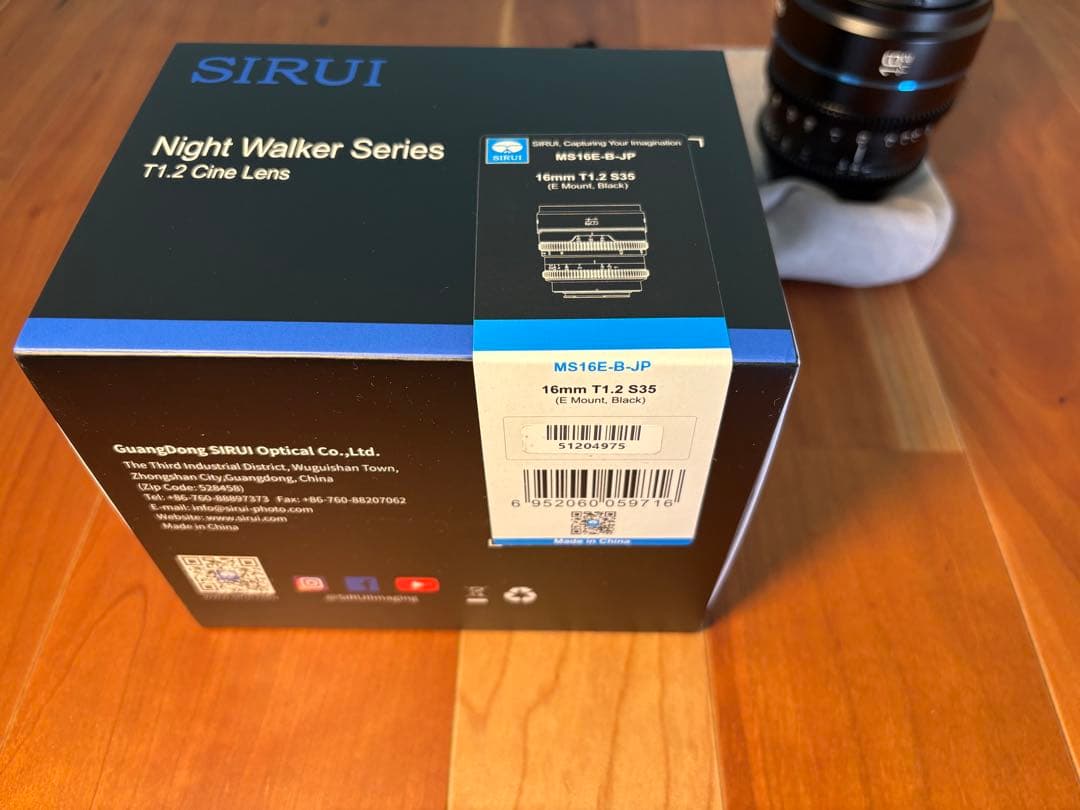 SIRUI
Night Walker Series
T1.2 Cine Lens
SIRUI
SIRUI, Capturing Your Imagination
MS16E-B-JP
16mm T1.2 S35
(E Mount, Black)
MS16E-B-JP
16mm T1.2 S35
(E Mount, Black)
51204975
6 952060 059716
Made in China
GuangDong SIRUI Optical Co.,Ltd.
The Third Industrial District, Wuguishan Town,
Zhongshan City,Guangdong, China
(Zip Code: 528458)
Tel: +86-760-88897373 Fax: +86-760-88207062
E-mail: info@sirui-photo.com
Website: www.sirui.com
Made in China
@SIRUIimaging